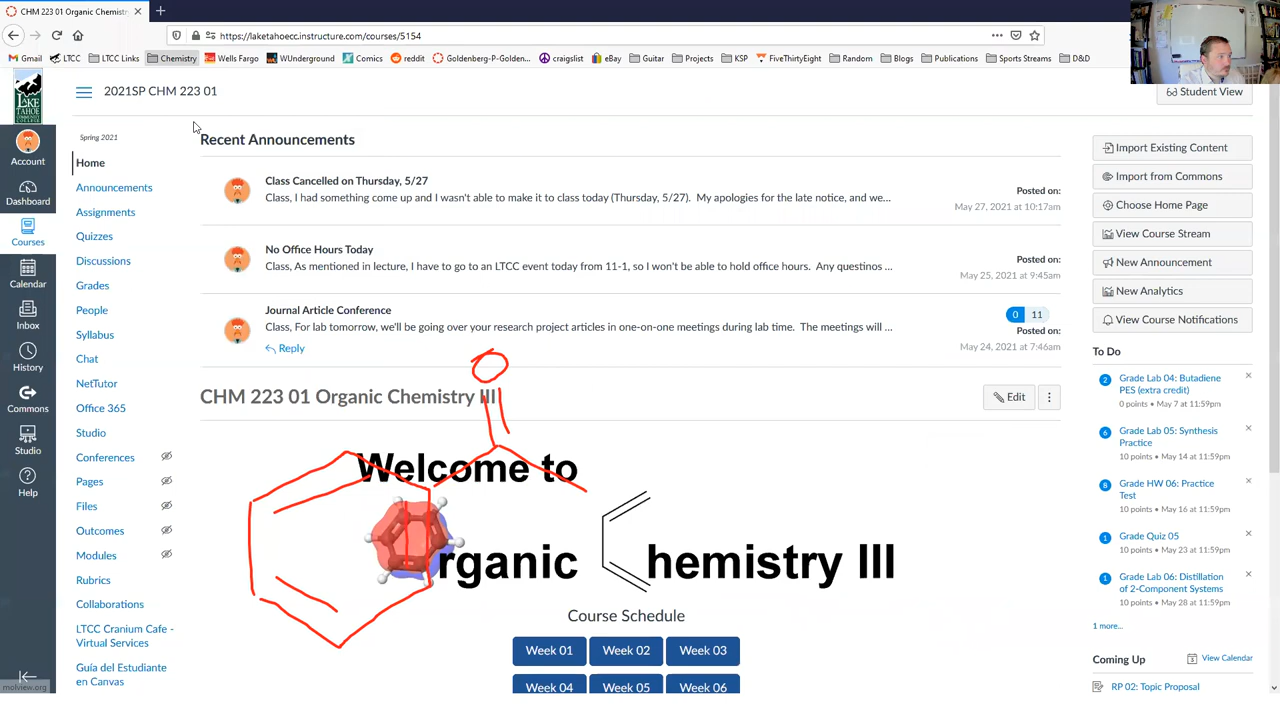 CHM 223 01 Organic Chemistry
https://laketahoecc.instructure.com/courses/5154
Gmail LTCC LTCC Links Chemistry Wells Fargo WUnderground Comics reddit Goldenberg-P-Golden... craigslist eBay Guitar Projects KSP FiveThirtyEight Random Blogs Publications Sports Streams D&D
LAKE TAHOE
2021SP CHM 223 01
Student View
Account
Dashboard
Courses
Calendar
Inbox
History
Commons
Studio
Help
molview.org
Spring 2021
Home
Announcements
Assignments
Quizzes
Discussions
Grades
People
Syllabus
Chat
NetTutor
Office 365
Studio
Conferences
Pages
Files
Outcomes
Modules
Rubrics
Collaborations
LTCC Cranium Cafe -
Virtual Services
Guía del Estudiante
en Canvas
Recent Announcements
Class Cancelled on Thursday, 5/27
Class, I had something come up and I wasn't able to make it to class today (Thursday, 5/27). My apologies for the late notice, and we...
Posted on:
May 27, 2021 at 10:17am
No Office Hours Today
Class, As mentioned in lecture, I have to go to an LTCC event today from 11-1, so I won't be able to hold office hours. Any questinos ...
Posted on:
May 25, 2021 at 9:45am
Journal Article Conference
Class, For lab tomorrow, we'll be going over your research project articles in one-on-one meetings during lab time. The meetings will ...
Reply
0 11
Posted on:
May 24, 2021 at 7:46am
CHM 223 01 Organic Chemistry III
Edit
O
Welcome to
rganic hemistry III
Course Schedule
Week 01 Week 02 Week 03
Week 04 Week 05 Week 06
Import Existing Content
Import from Commons
Choose Home Page
View Course Stream
New Announcement
New Analytics
View Course Notifications
To Do
2 Grade Lab 04: Butadiene
PES (extra credit)
0 points • May 7 at 11:59pm
6 Grade Lab 05: Synthesis
Practice
10 points • May 14 at 11:59pm
8 Grade HW 06: Practice
Test
10 points • May 16 at 11:59pm
1 Grade Quiz 05
10 points • May 23 at 11:59pm
1 Grade Lab 06: Distillation
of 2-Component Systems
10 points • May 28 at 11:59pm
1 more...
Coming Up View Calendar
RP 02: Topic Proposal